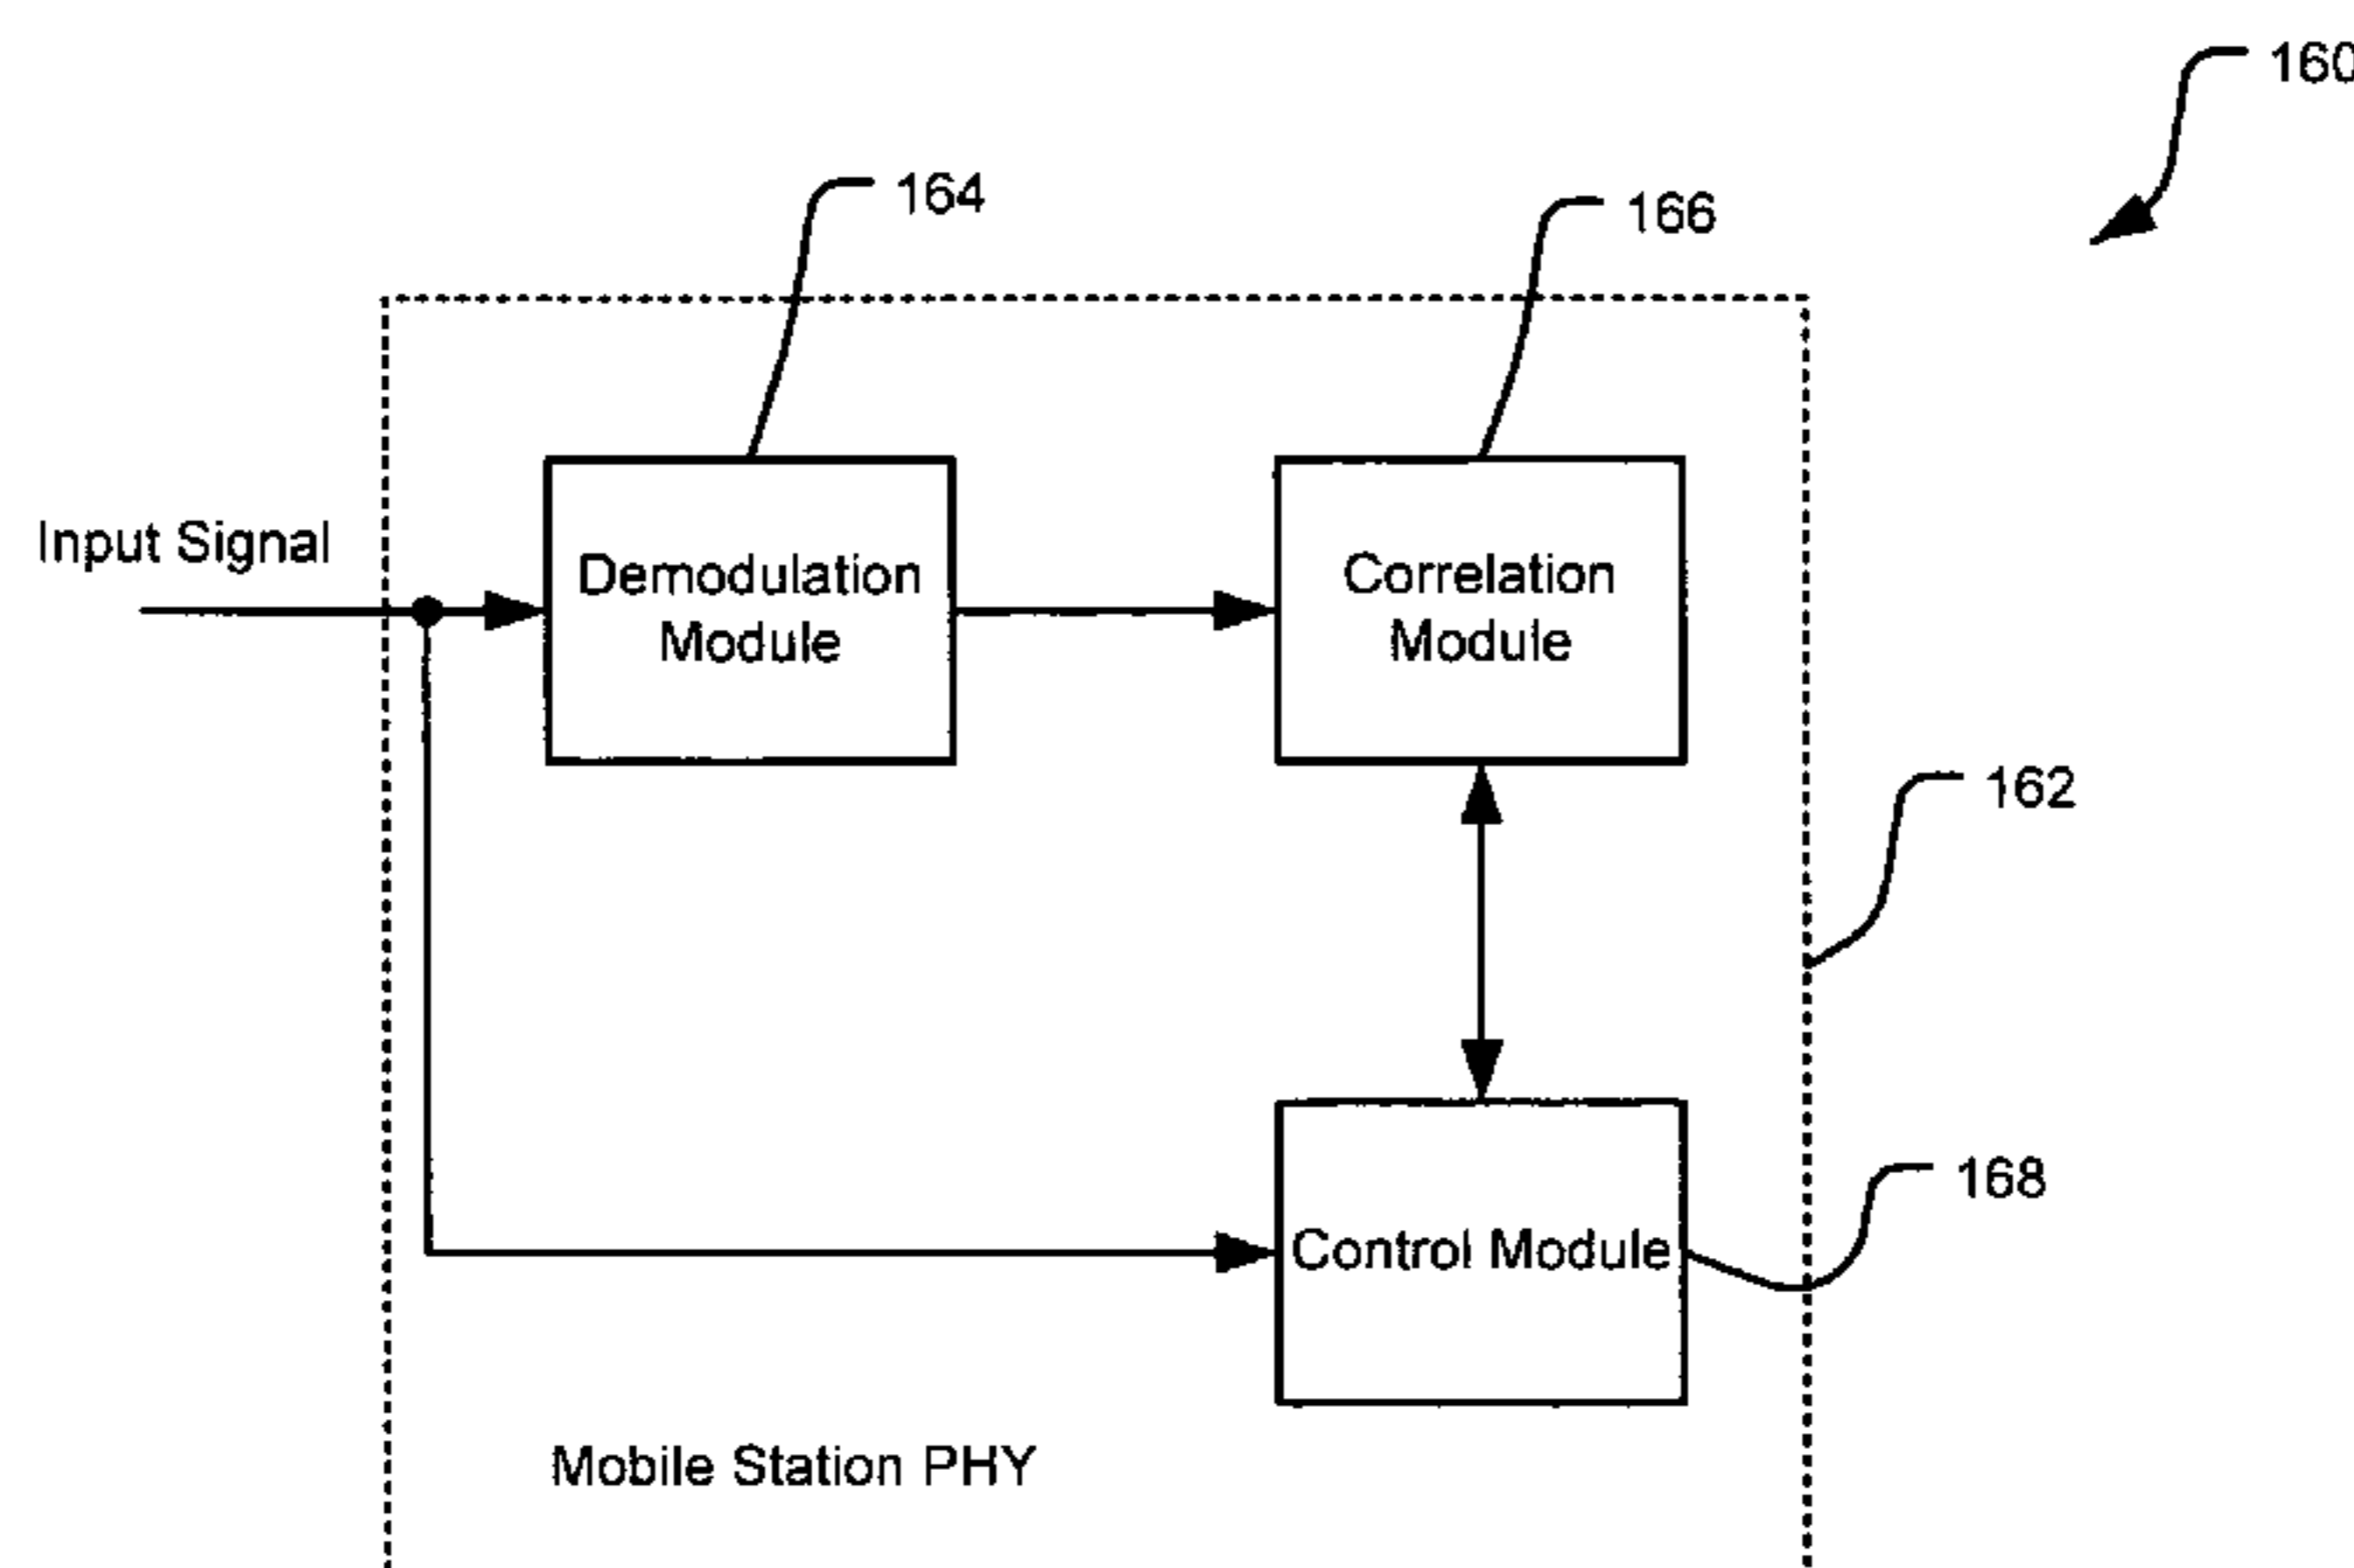 160
164
166
Input Signal
Demodulation
Module
Correlation
Module
162
168
Control Module
Mobile Station PHY